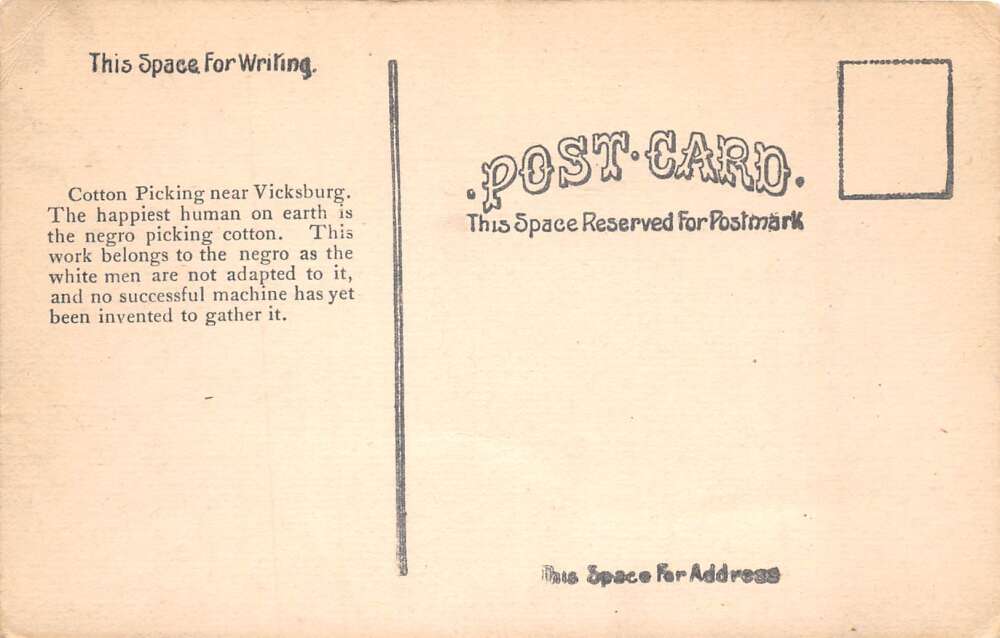 This Space For Writing.
Cotton Picking near Vicksburg.
The happiest human on earth is
the negro picking cotton. This
work belongs to the negro as the
white men are not adapted to it,
and no successful machine has yet
been invented to gather it.
.POST·CARD.
This Space Reserved For Postmark
This Space For Address